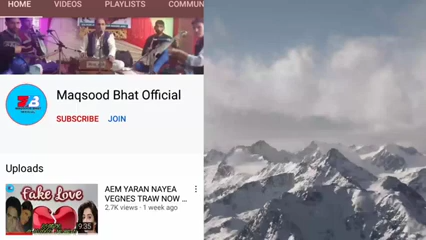 HOME VIDEOS PLAYLISTS COMMUN
Maqsood Bhat Official
SUBSCRIBE JOIN
Uploads
Fake Love
9:35
AEM YARAN NAYEA
VEGNES TRAW NOW ...
2.7K views · 1 week ago